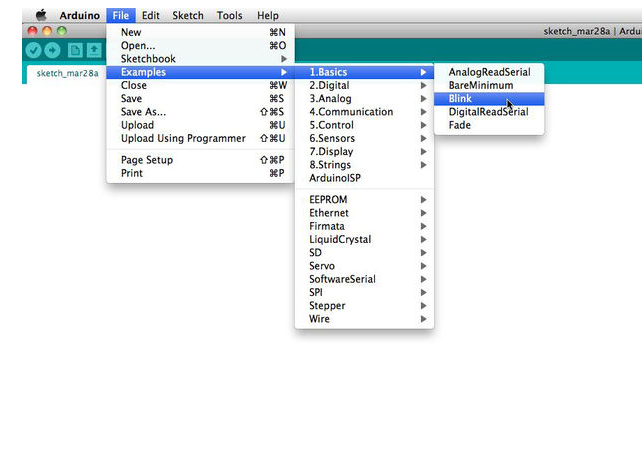 Arduino File Edit Sketch Tools Help
sketch_mar28a | Ardu
sketch_mar28a
New ⌘N
Open... ⌘O
Sketchbook
Examples
Close ⌘W
Save ⌘S
Save As... ⇧⌘S
Upload ⌘U
Upload Using Programmer ⇧⌘U
Page Setup ⇧⌘P
Print ⌘P
1.Basics
2.Digital
3.Analog
4.Communication
5.Control
6.Sensors
7.Display
8.Strings
ArduinoISP
EEPROM
Ethernet
Firmata
LiquidCrystal
SD
Servo
SoftwareSerial
SPI
Stepper
Wire
AnalogReadSerial
BareMinimum
Blink
DigitalReadSerial
Fade